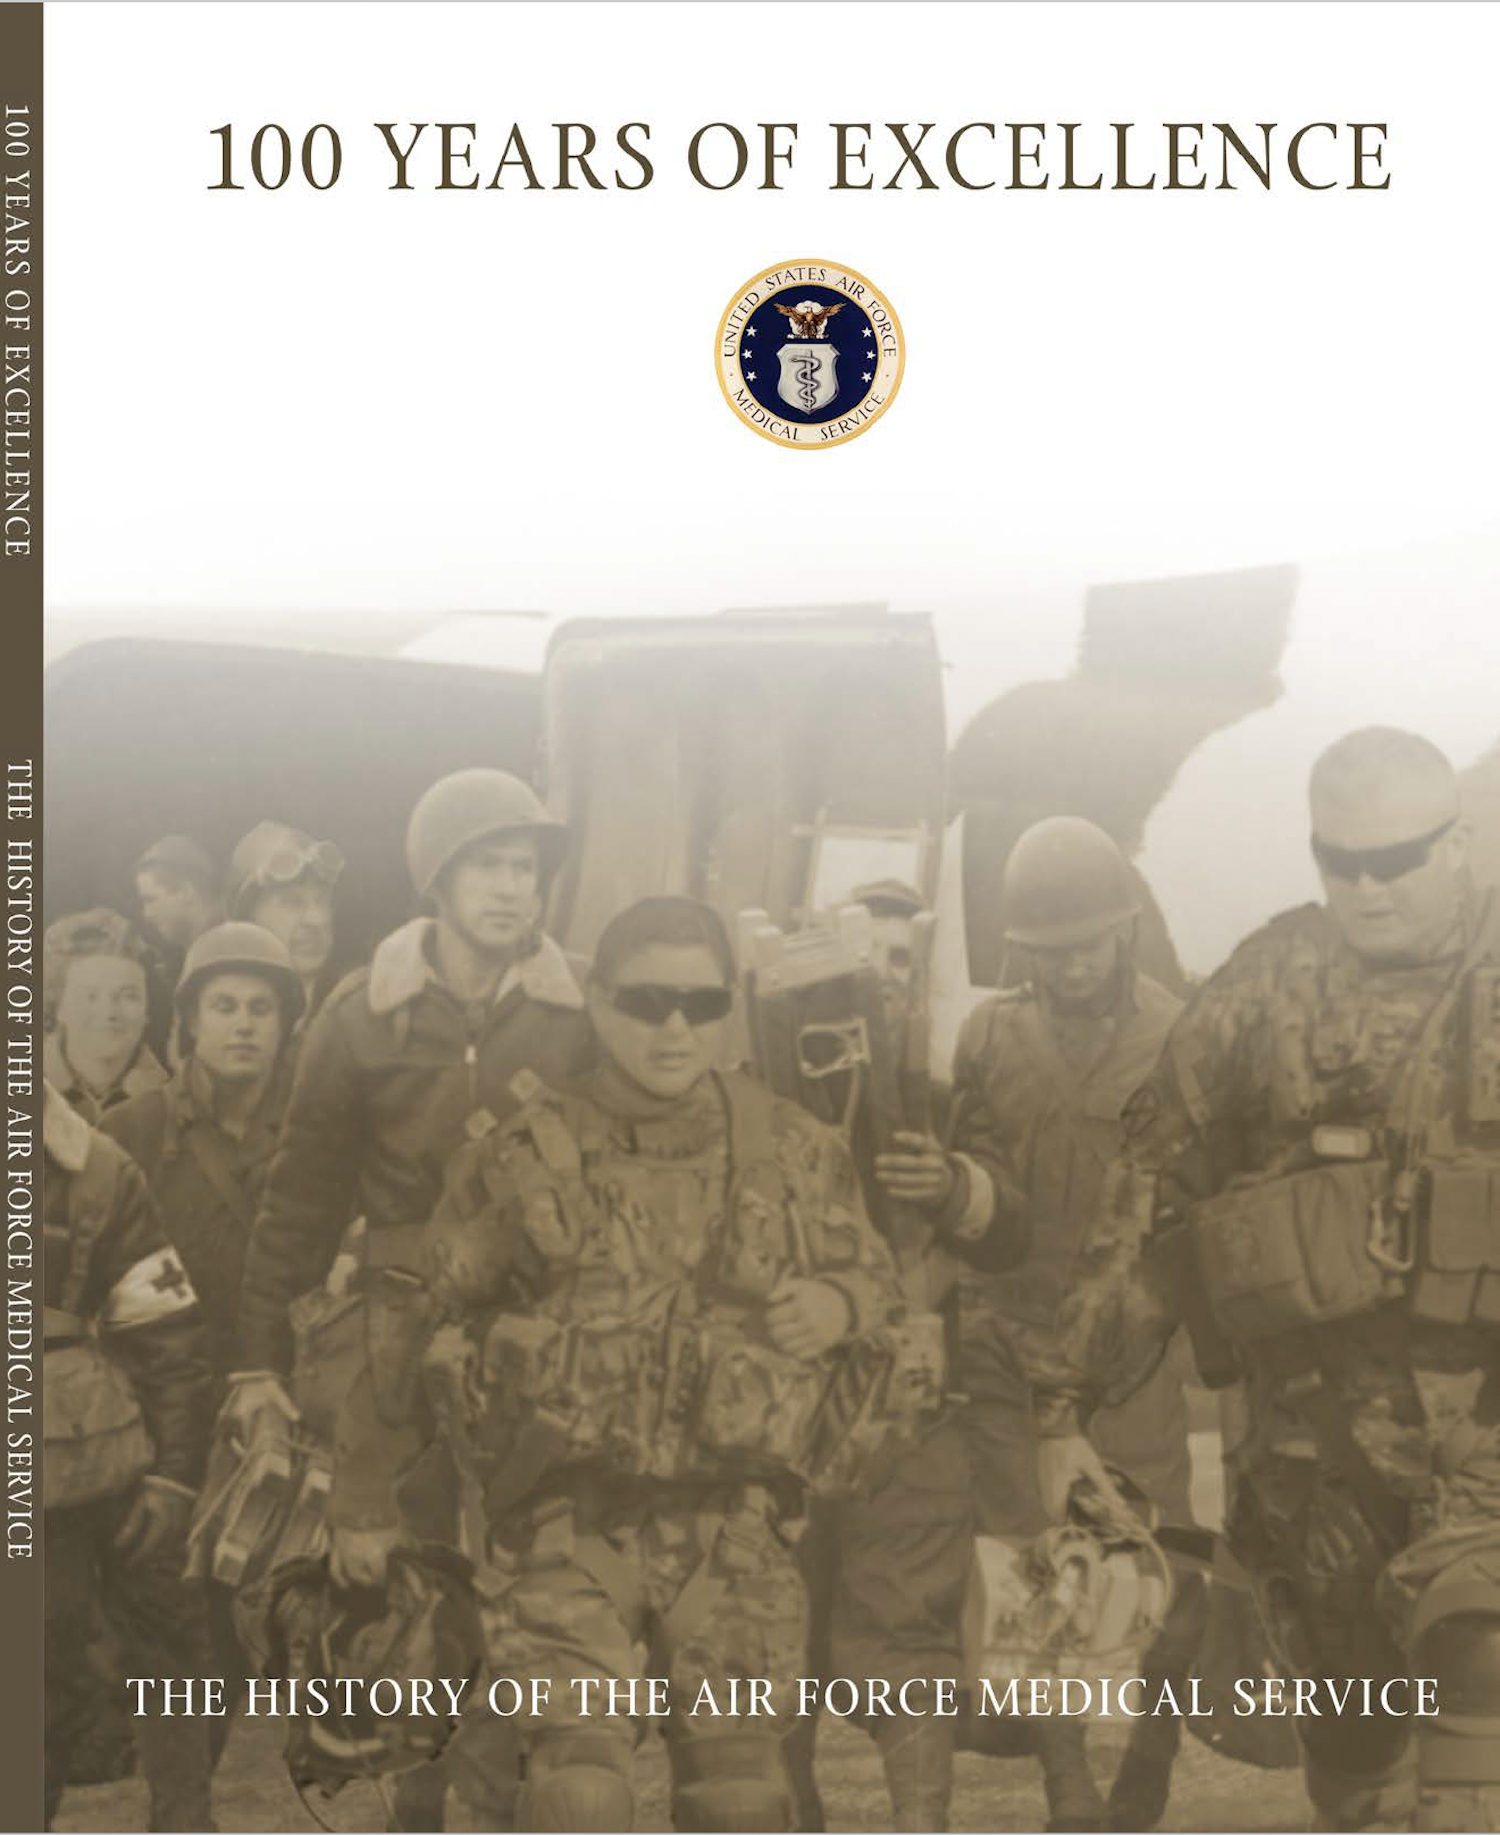 100 YEARS OF EXCELLENCE
UNITED STATES AIR FORCE
MEDICAL SERVICE
THE HISTORY OF THE AIR FORCE MEDICAL SERVICE
100 YEARS OF EXCELLENCE
THE HISTORY OF THE AIR FORCE MEDICAL SERVICE